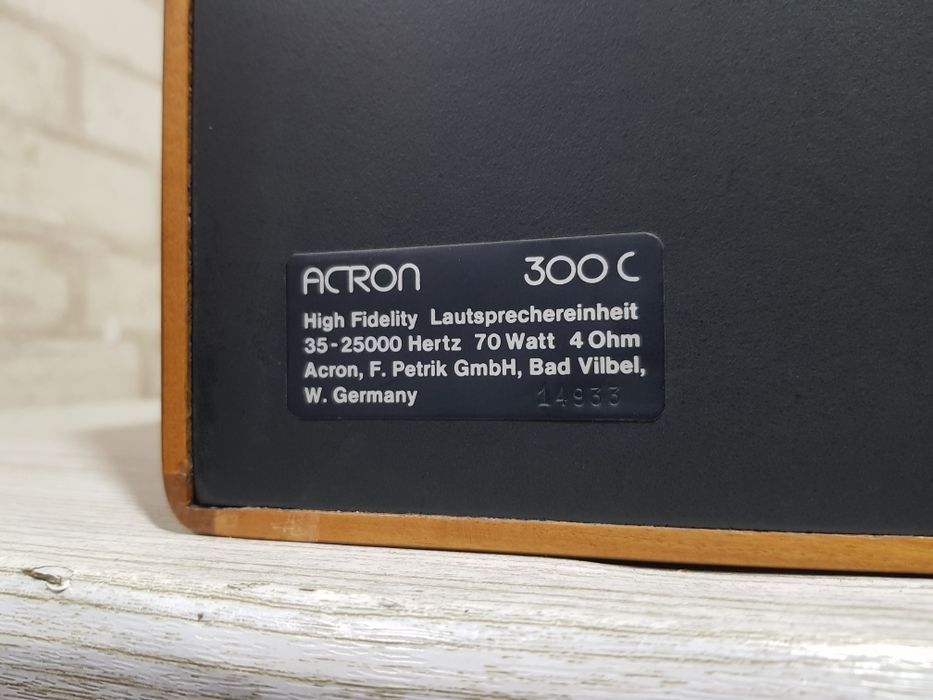 ACRON 300 C
High Fidelity Lautsprechereinheit
35-25000 Hertz 70 Watt 4 Ohm
Acron, F. Petrik GmbH, Bad Vilbel,
W. Germany 14933